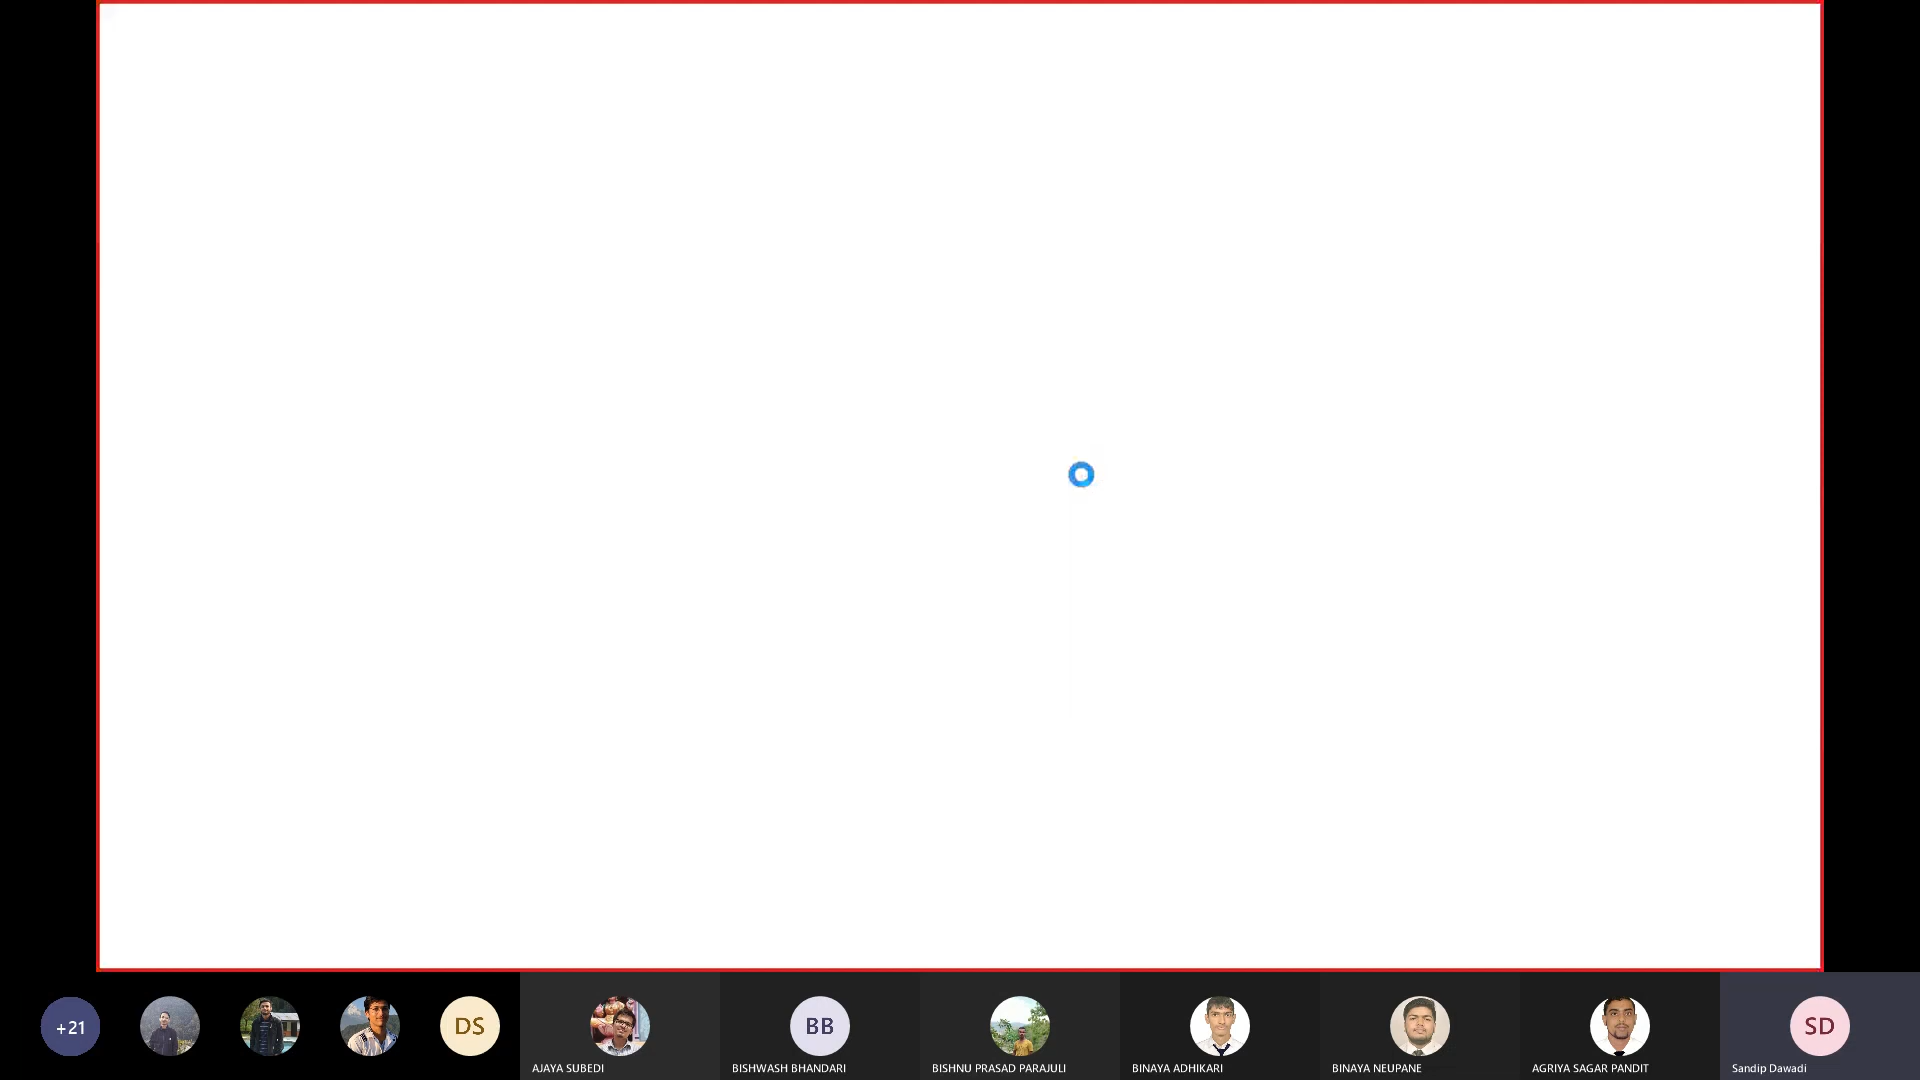 +21
DS
BB
SD
AJAYA SUBEDI
BISHWASH BHANDARI
BISHNU PRASAD PARAJULI
BINAYA ADHIKARI
BINAYA NEUPANE
AGRIYA SAGAR PANDIT
Sandip Dawadi